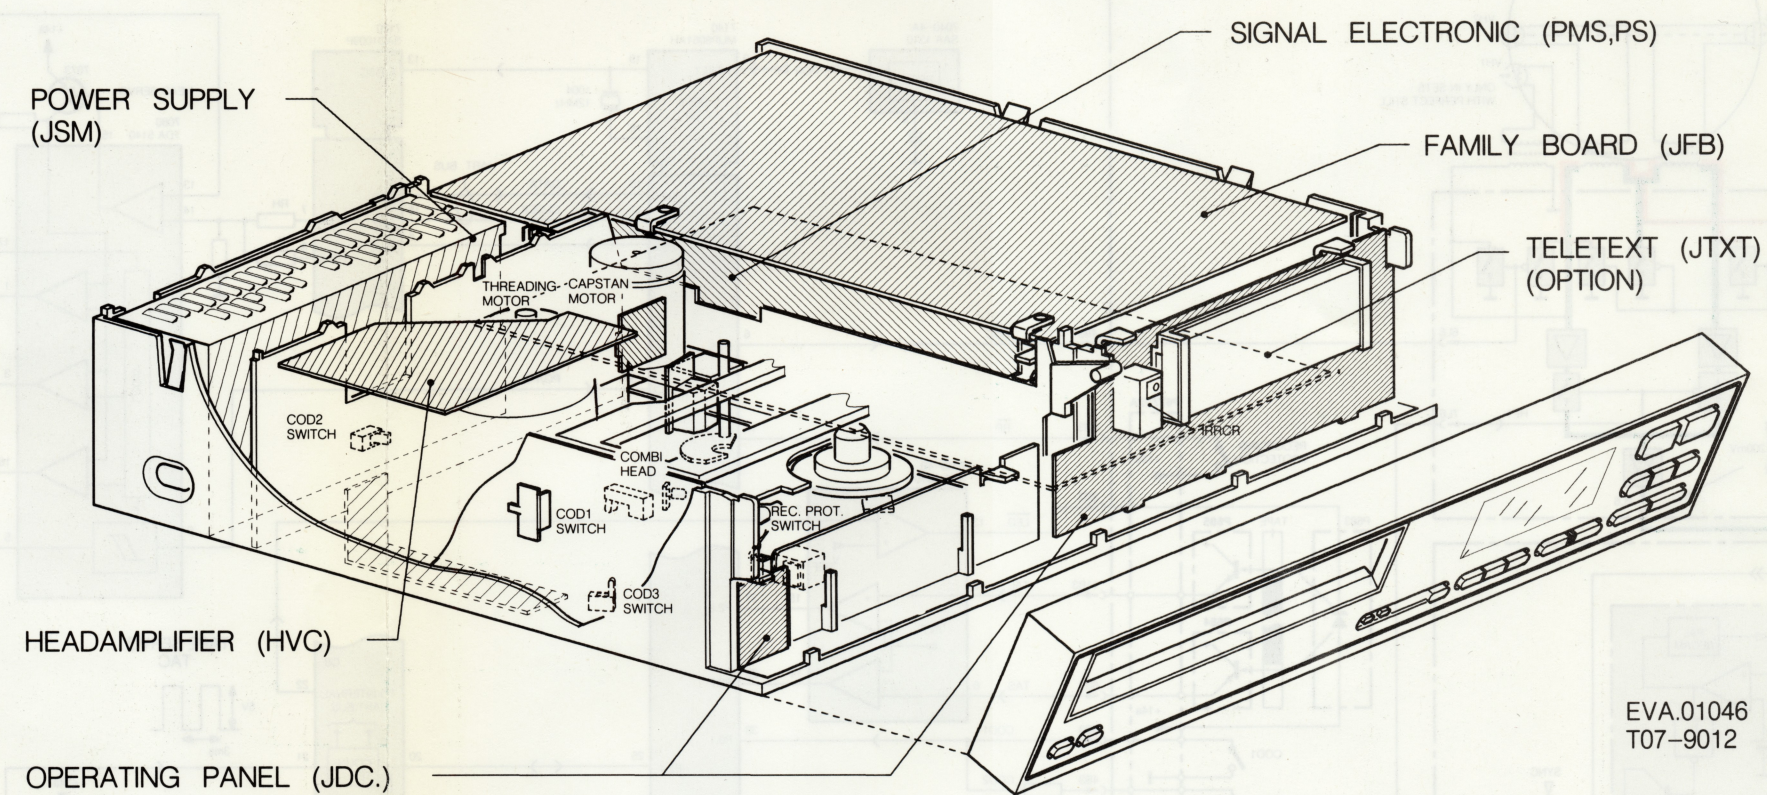 SIGNAL ELECTRONIC (PMS,PS)
POWER SUPPLY
(JSM)
FAMILY BOARD (JFB)
TELETEXT (JTXT)
(OPTION)
THREADING
MOTOR
CAPSTAN
MOTOR
COD2
SWITCH
IRRCR
COMBI
HEAD
COD1
SWITCH
REC. PROT.
SWITCH
COD3
SWITCH
HEADAMPLIFIER (HVC)
EVA.01046
T07-9012
OPERATING PANEL (JDC.)